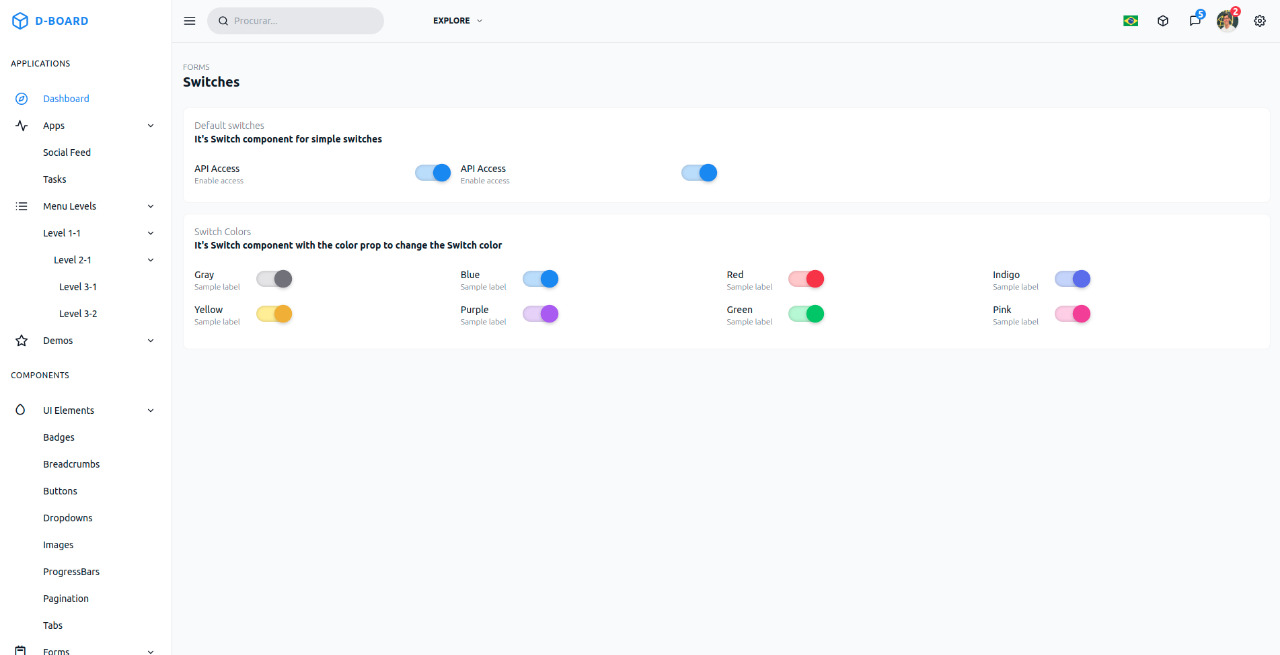 D-BOARD
Procurar...
EXPLORE
5
2
APPLICATIONS
Dashboard
Apps
Social Feed
Tasks
Menu Levels
Level 1-1
Level 2-1
Level 3-1
Level 3-2
Demos
COMPONENTS
UI Elements
Badges
Breadcrumbs
Buttons
Dropdowns
Images
ProgressBars
Pagination
Tabs
Forms
FORMS
Switches
Default switches
It's Switch component for simple switches
API Access
Enable access
API Access
Enable access
Switch Colors
It's Switch component with the color prop to change the Switch color
Gray
Sample label
Blue
Sample label
Red
Sample label
Indigo
Sample label
Yellow
Sample label
Purple
Sample label
Green
Sample label
Pink
Sample label